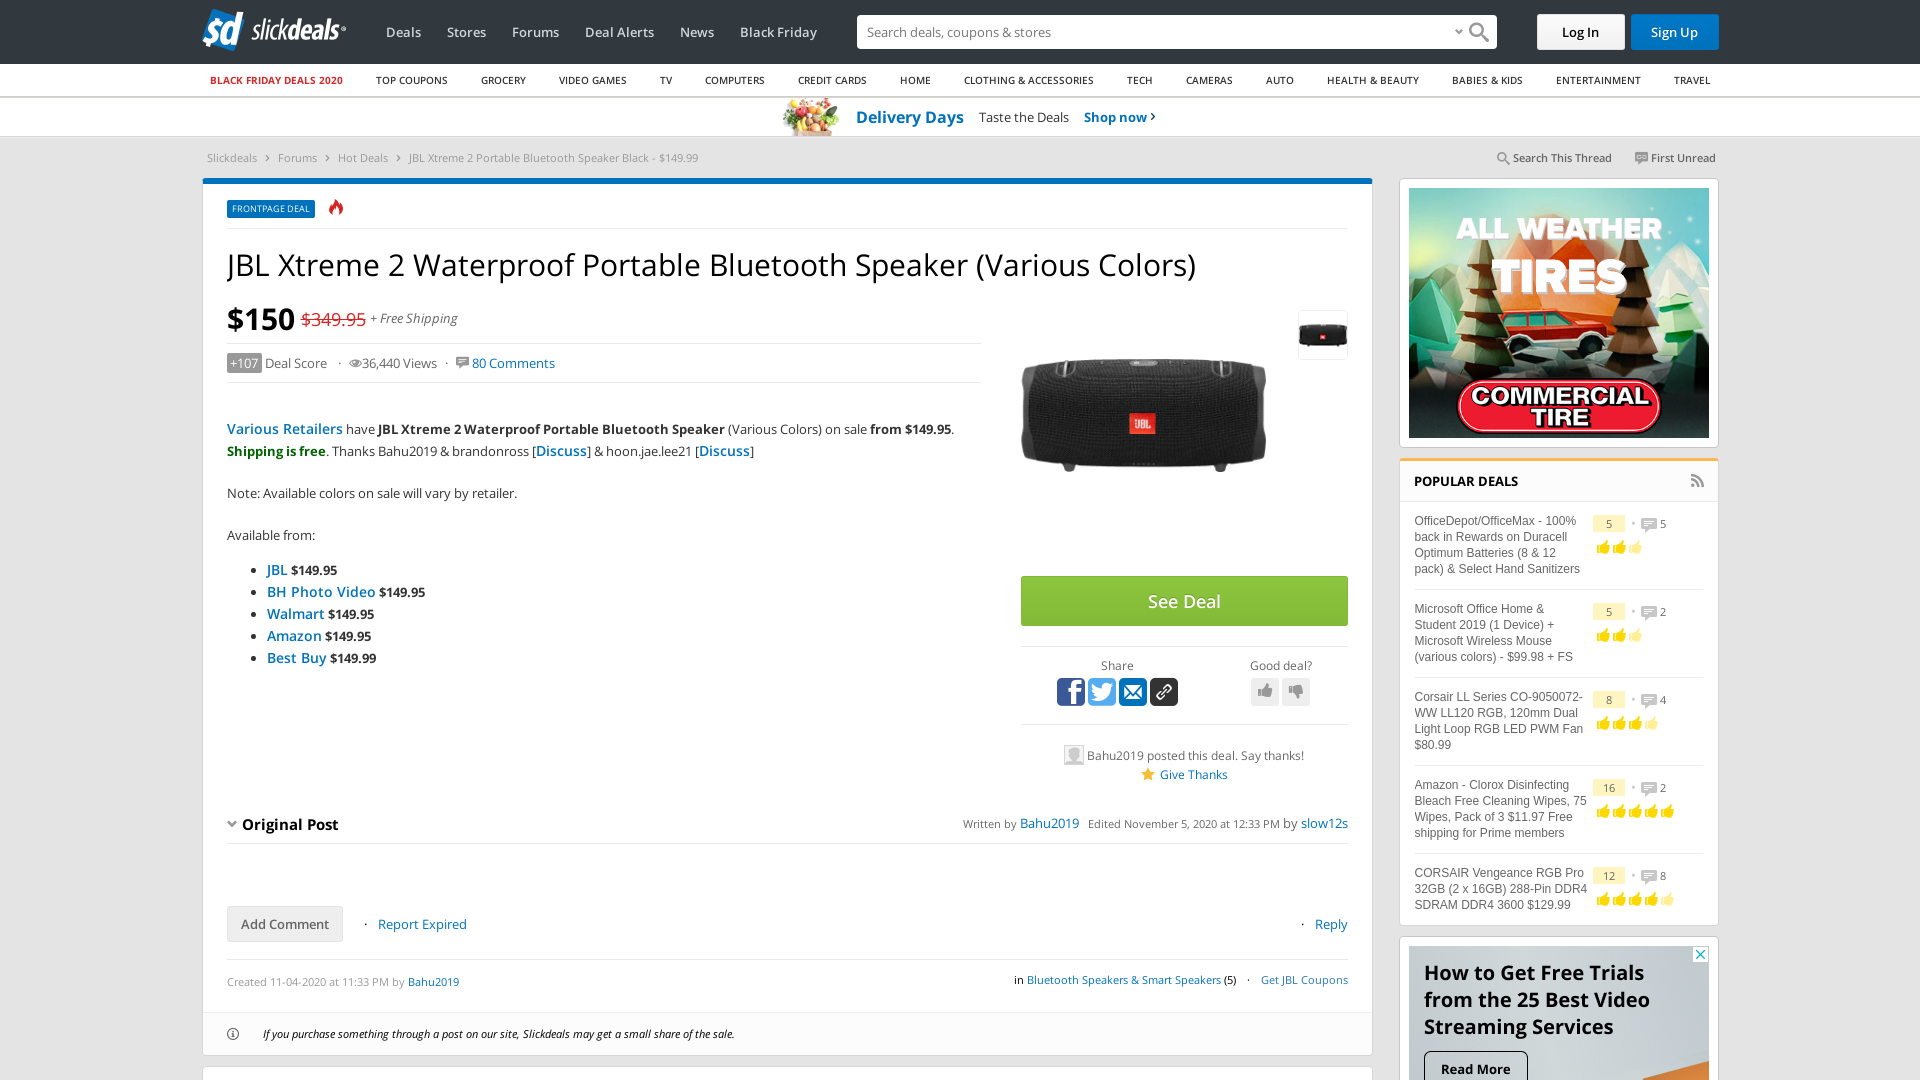 sd slickdeals
Deals
Stores
Forums
Deal Alerts
News
Black Friday
Search deals, coupons & stores
Log In
Sign Up
BLACK FRIDAY DEALS 2020
TOP COUPONS
GROCERY
VIDEO GAMES
TV
COMPUTERS
CREDIT CARDS
HOME
CLOTHING & ACCESSORIES
TECH
CAMERAS
AUTO
HEALTH & BEAUTY
BABIES & KIDS
ENTERTAINMENT
TRAVEL
Delivery Days Taste the Deals Shop now ›
Slickdeals › Forums › Hot Deals › JBL Xtreme 2 Portable Bluetooth Speaker Black - $149.99
Search This Thread
First Unread
FRONTPAGE DEAL
JBL Xtreme 2 Waterproof Portable Bluetooth Speaker (Various Colors)
$150 $349.95 + Free Shipping
+107 Deal Score · 36,440 Views · 80 Comments
Various Retailers have JBL Xtreme 2 Waterproof Portable Bluetooth Speaker (Various Colors) on sale from $149.95.
Shipping is free. Thanks Bahu2019 & brandonross [Discuss] & hoon.jae.lee21 [Discuss]
Note: Available colors on sale will vary by retailer.
Available from:
• JBL $149.95
• BH Photo Video $149.95
• Walmart $149.95
• Amazon $149.95
• Best Buy $149.99
JBL
See Deal
Share
Good deal?
Bahu2019 posted this deal. Say thanks!
Give Thanks
Original Post
Written by Bahu2019 Edited November 5, 2020 at 12:33 PM by slow12s
Add Comment · Report Expired
· Reply
Created 11-04-2020 at 11:33 PM by Bahu2019
in Bluetooth Speakers & Smart Speakers (5) · Get JBL Coupons
If you purchase something through a post on our site, Slickdeals may get a small share of the sale.
ALL WEATHER
TIRES
COMMERCIAL
TIRE
POPULAR DEALS
OfficeDepot/OfficeMax - 100%
back in Rewards on Duracell
Optimum Batteries (8 & 12
pack) & Select Hand Sanitizers
5 • 5
Microsoft Office Home &
Student 2019 (1 Device) +
Microsoft Wireless Mouse
(various colors) - $99.98 + FS
5 • 2
Corsair LL Series CO-9050072-
WW LL120 RGB, 120mm Dual
Light Loop RGB LED PWM Fan
$80.99
8 • 4
Amazon - Clorox Disinfecting
Bleach Free Cleaning Wipes, 75
Wipes, Pack of 3 $11.97 Free
shipping for Prime members
16 • 2
CORSAIR Vengeance RGB Pro
32GB (2 x 16GB) 288-Pin DDR4
SDRAM DDR4 3600 $129.99
12 • 8
How to Get Free Trials
from the 25 Best Video
Streaming Services
Read More